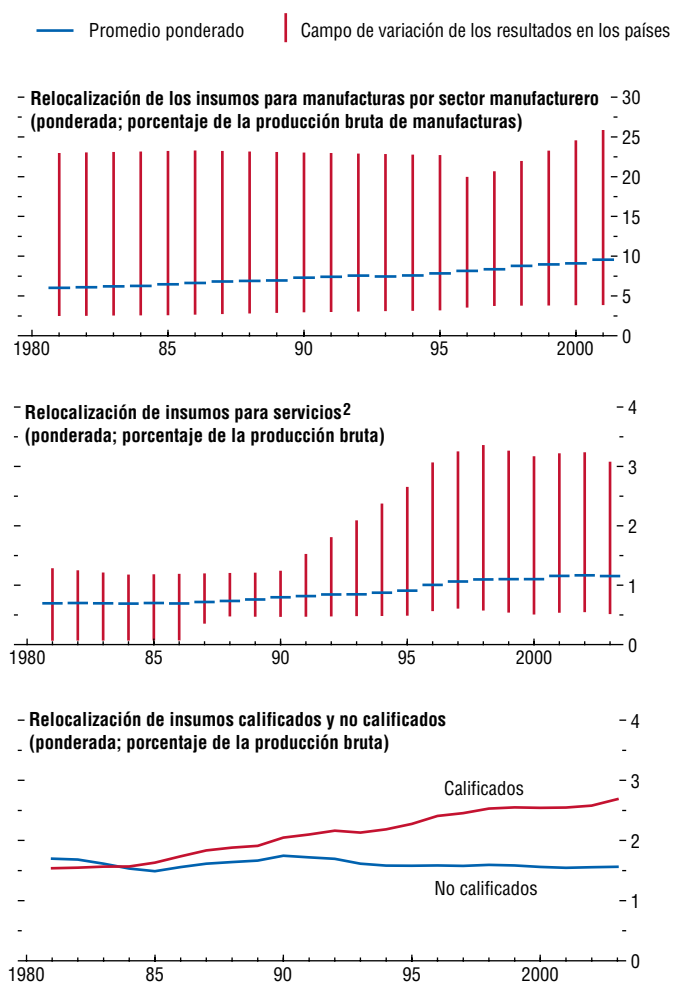 Promedio ponderado
Campo de variación de los resultados en los países
Relocalización de los insumos para manufacturas por sector manufacturero
(ponderada; porcentaje de la producción bruta de manufacturas)
30
25
20
15
10
5
0
1980 85 90 95 2000
Relocalización de insumos para servicios2
(ponderada; porcentaje de la producción bruta)
4
3
2
1
0
1980 85 90 95 2000
Relocalización de insumos calificados y no calificados
(ponderada; porcentaje de la producción bruta)
4
3
2
1
0
Calificados
No calificados
1980 85 90 95 2000